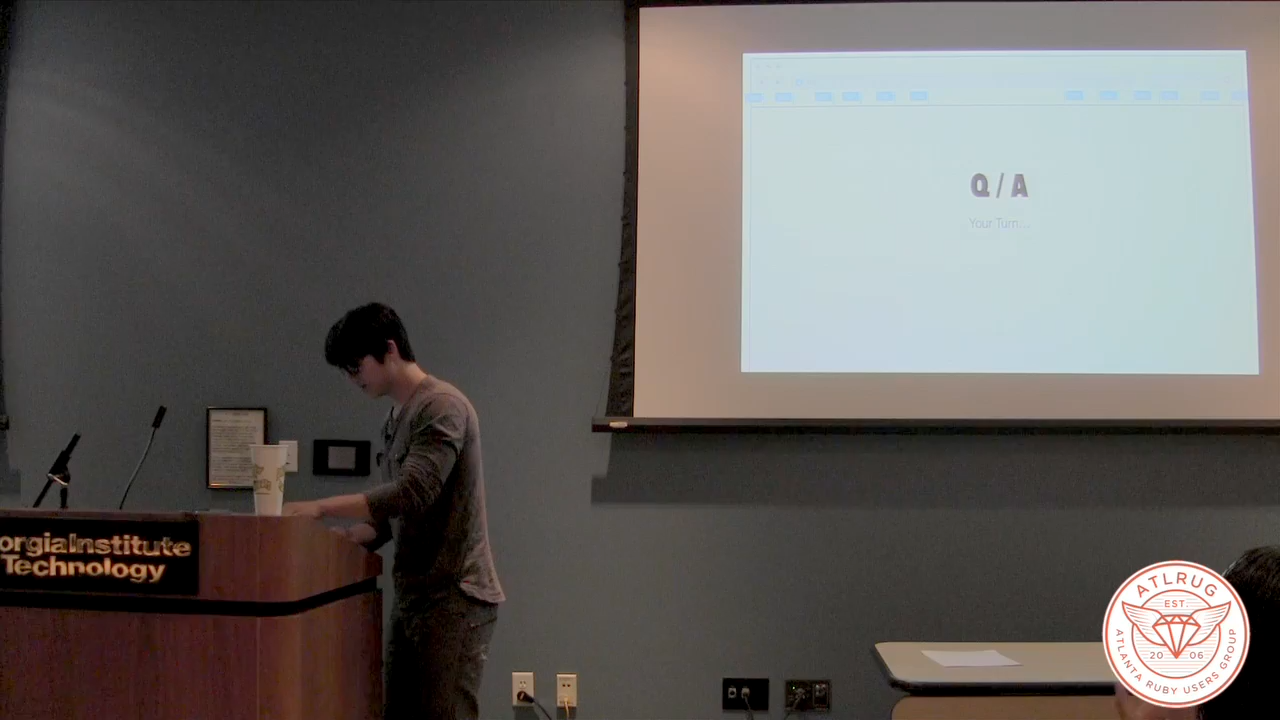 Q / A
Your Turn...
orgiaInstitute
Technology
ATLRUG
EST.
20 06
ATLANTA RUBY USERS GROUP